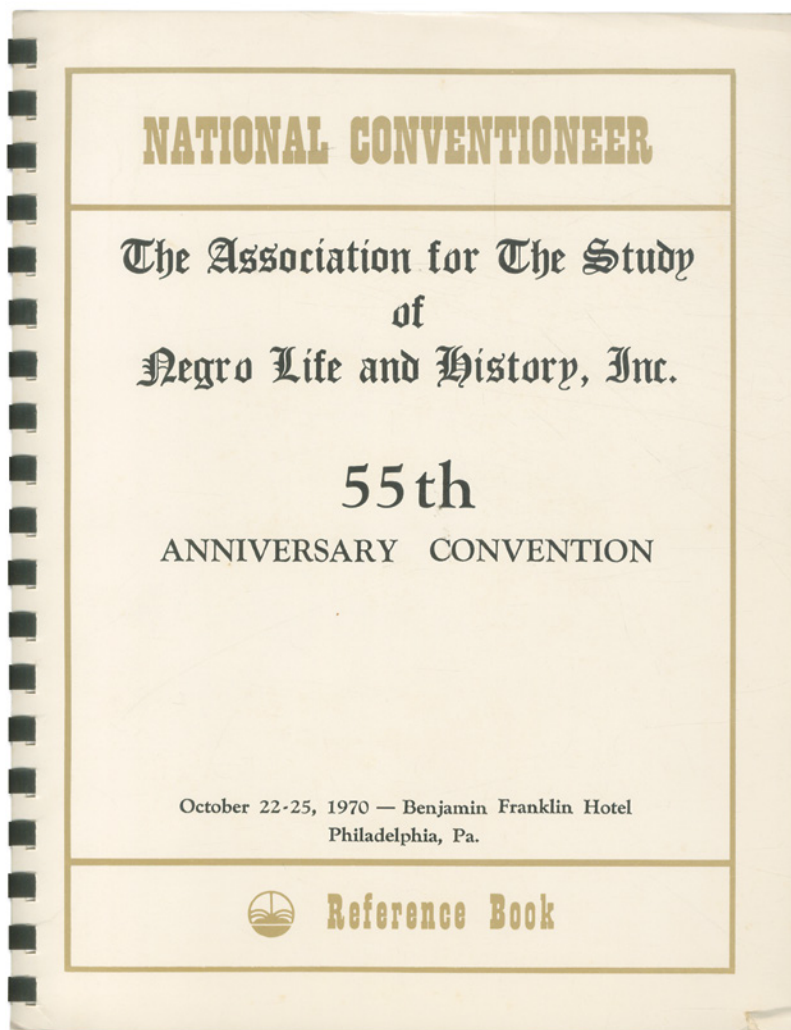 NATIONAL CONVENTIONEER
The Association for The Study
of
Negro Life and History, Inc.
55th
ANNIVERSARY CONVENTION
October 22-25, 1970 — Benjamin Franklin Hotel
Philadelphia, Pa.
Reference Book